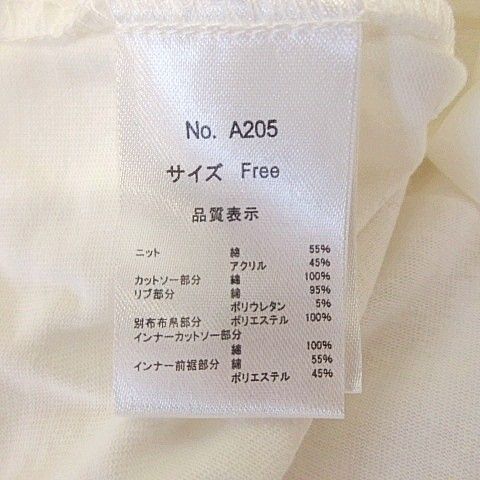 No. A205
サイズ Free
品質表示
ニット 綿 55%
アクリル 45%
カットソー部分 綿 100%
リブ部分 綿 95%
ポリウレタン 5%
別布布帛部分 ポリエステル 100%
インナーカットソー部分
綿 100%
インナー前裾部分 綿 55%
ポリエステル 45%